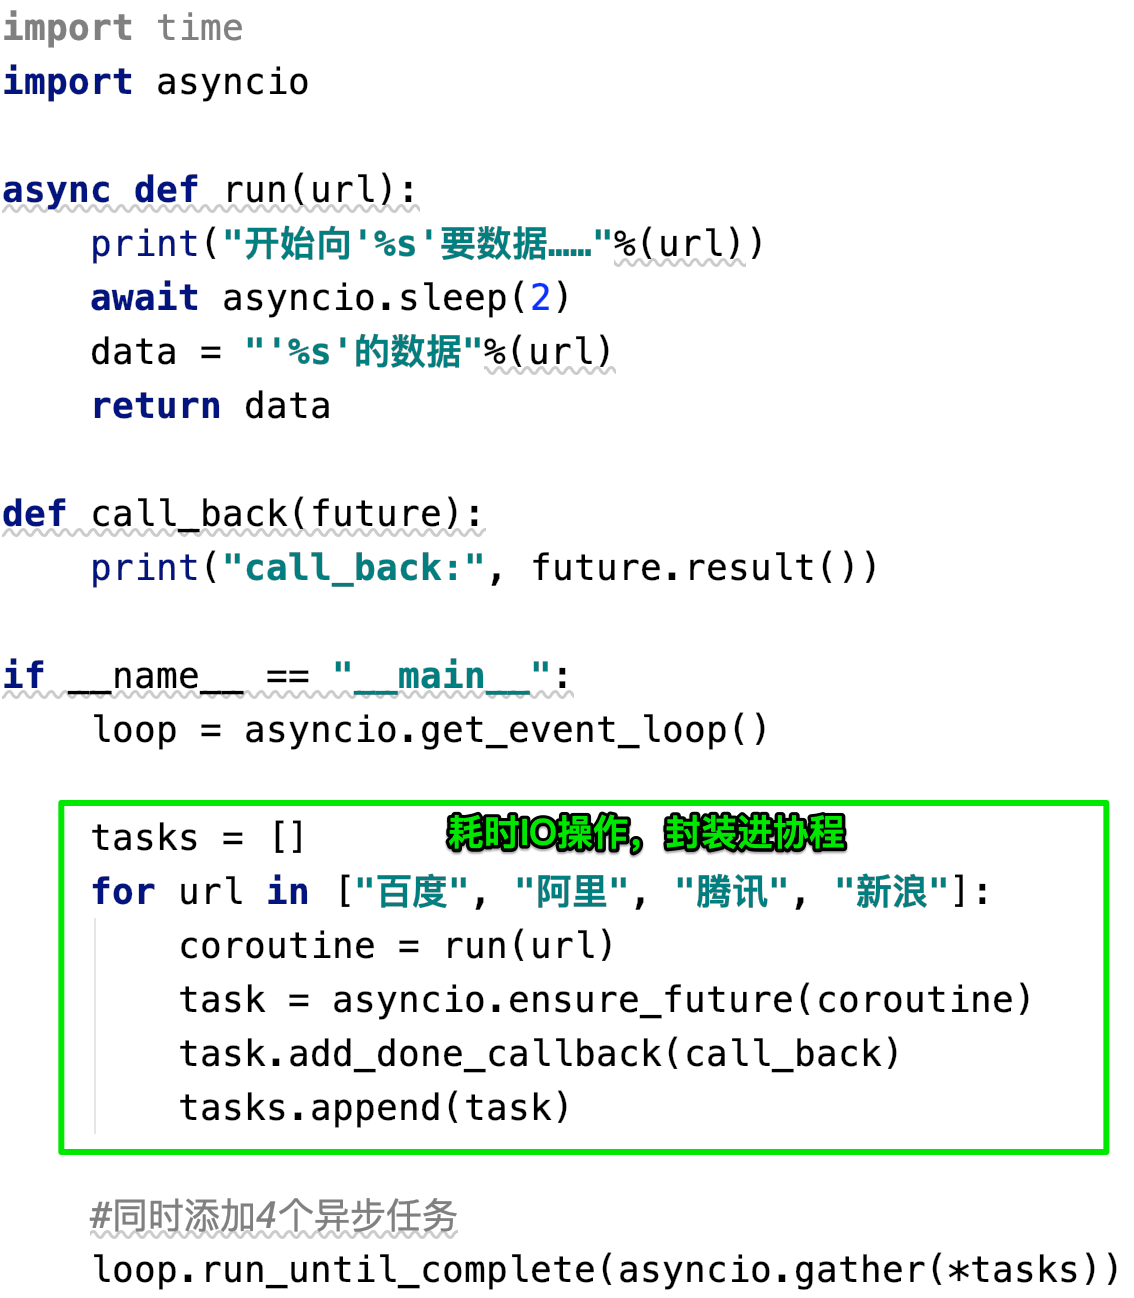 import time
import asyncio
async def run(url):
print("开始向'%s'要数据……"%(url))
await asyncio.sleep(2)
data = "'%s'的数据"%(url)
return data
def call_back(future):
print("call_back:", future.result())
if __name__ == "__main__":
loop = asyncio.get_event_loop()
tasks = [] 耗时IO操作，封装进协程
for url in ["百度", "阿里", "腾讯", "新浪"]:
coroutine = run(url)
task = asyncio.ensure_future(coroutine)
task.add_done_callback(call_back)
tasks.append(task)
#同时添加4个异步任务
loop.run_until_complete(asyncio.gather(*tasks))